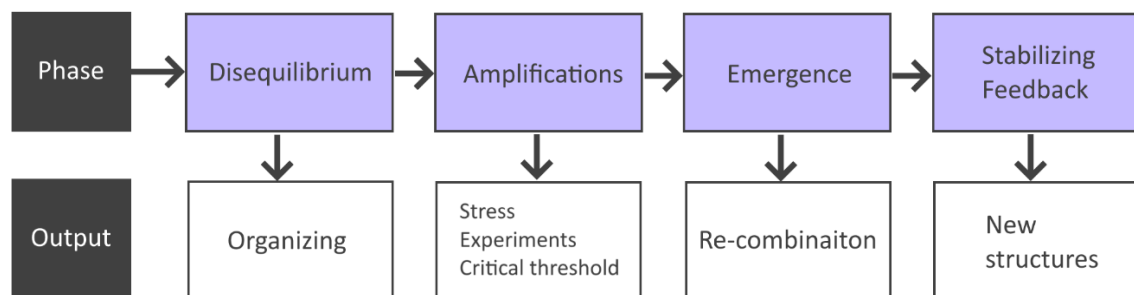 Phase
Disequilibrium
Amplifications
Emergence
Stabilizing
Feedback
Output
Organizing
Stress
Experiments
Critical threshold
Re-combinaiton
New
structures